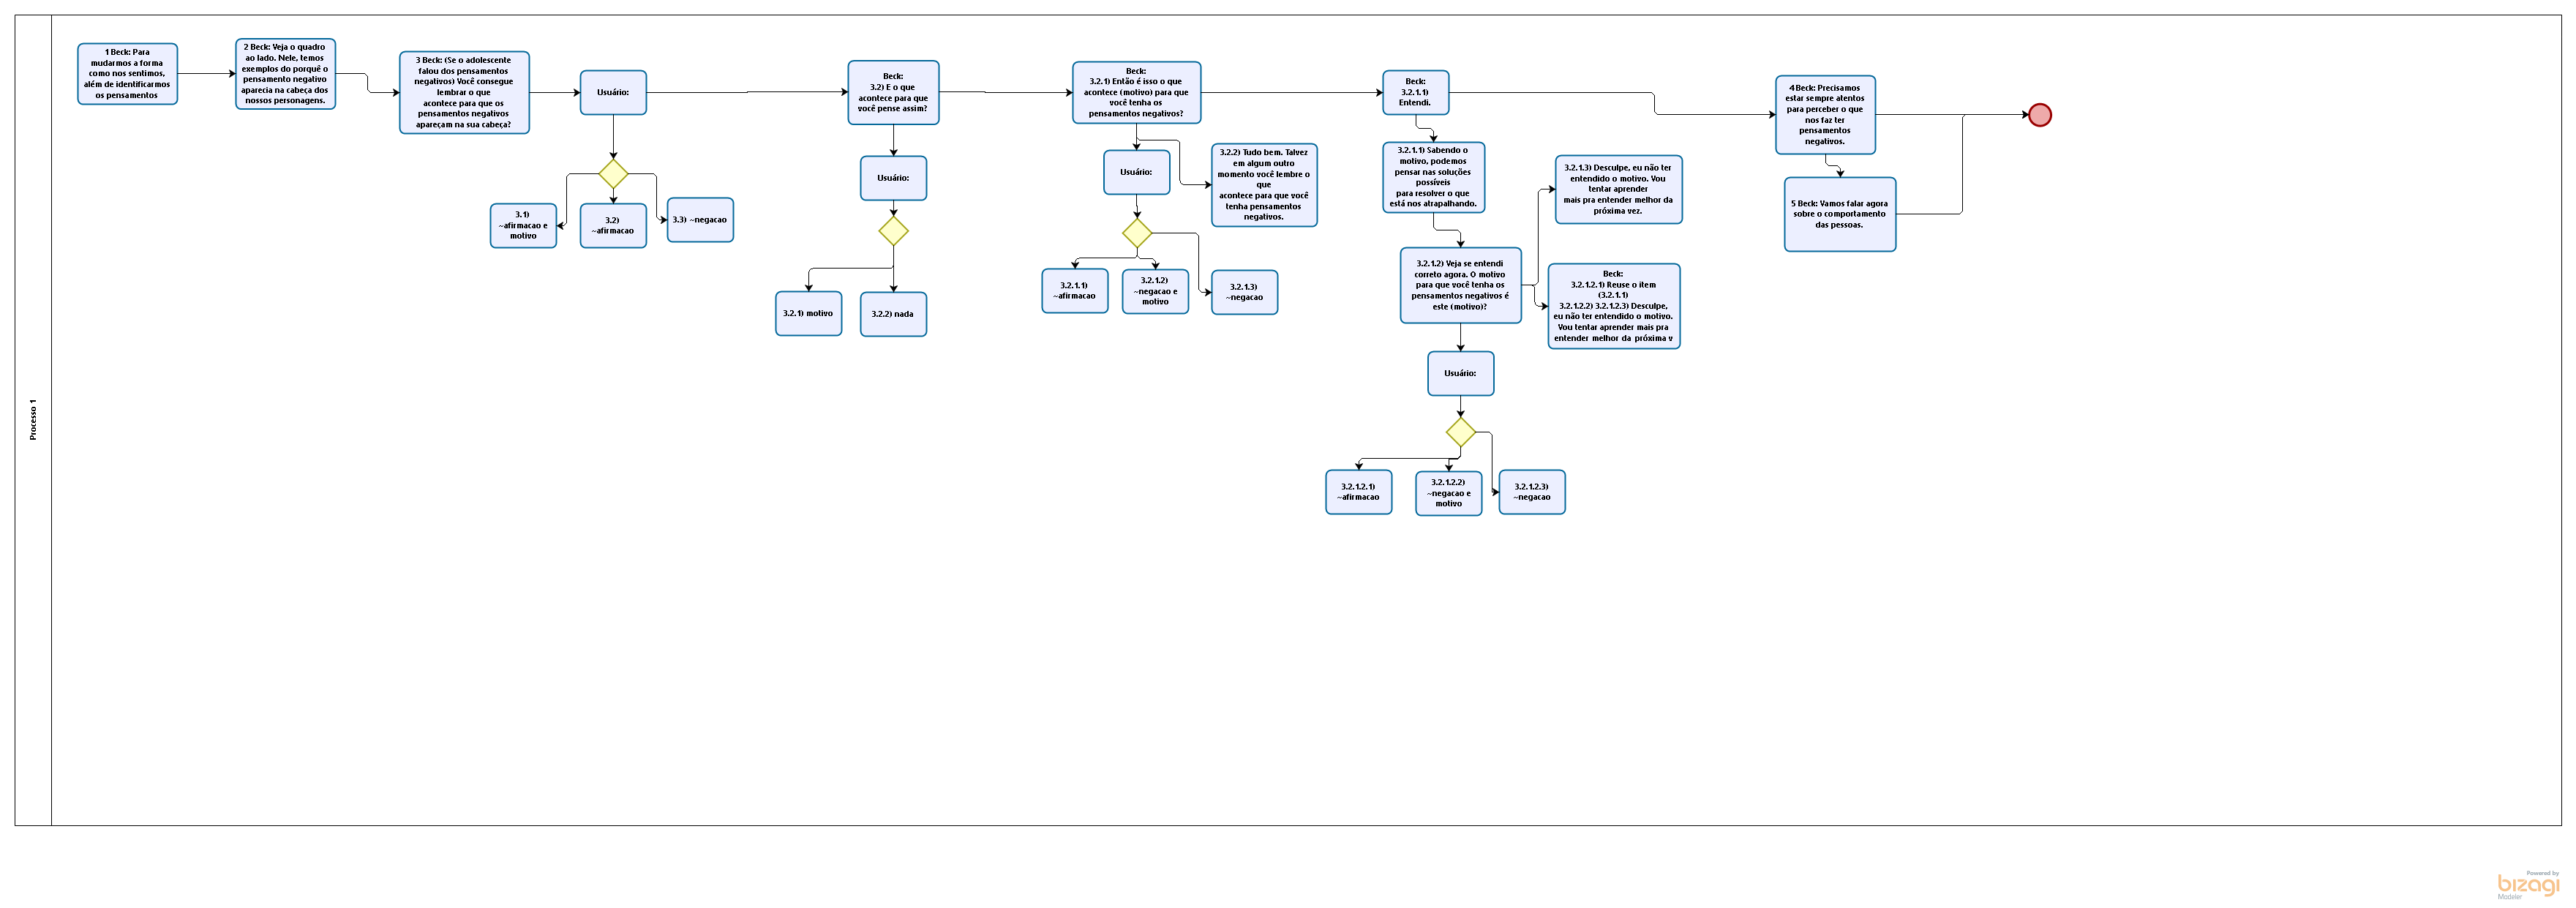 Processo 1
1 Beck: Para
mudarmos a forma
como nos sentimos,
além de identificarmos
os pensamentos
2 Beck: Veja o quadro
ao lado. Nele, temos
exemplos do porquê o
pensamento negativo
aparecia na cabeça dos
nossos personagens.
3 Beck: (Se o adolescente
falou dos pensamentos
negativos) Você consegue
lembrar o que
acontece para que os
pensamentos negativos
apareçam na sua cabeça?
Usuário:
3.1)
~afirmacao e
motivo
3.2)
~afirmacao
3.3) ~negacao
Beck:
3.2) E o que
acontece para que
você pense assim?
Usuário:
3.2.1) motivo
3.2.2) nada
Beck:
3.2.1) Então é isso o que
acontece (motivo) para que
você tenha os
pensamentos negativos?
Usuário:
3.2.2) Tudo bem. Talvez
em algum outro
momento você lembre o
que
acontece para que você
tenha pensamentos
negativos.
3.2.1.1)
~afirmacao
3.2.1.2)
~negacao e
motivo
3.2.1.3)
~negacao
Beck:
3.2.1.1)
Entendi.
3.2.1.1) Sabendo o
motivo, podemos
pensar nas soluções
possíveis
para resolver o que
está nos atrapalhando.
3.2.1.2) Veja se entendi
correto agora. O motivo
para que você tenha os
pensamentos negativos é
este (motivo)?
3.2.1.3) Desculpe, eu não ter
entendido o motivo. Vou
tentar aprender
mais pra entender melhor da
próxima vez.
Beck:
3.2.1.2.1) Reuse o item
(3.2.1.1)
3.2.1.2.2) 3.2.1.2.3) Desculpe,
eu não ter entendido o motivo.
Vou tentar aprender mais pra
entender melhor da próxima v
Usuário:
3.2.1.2.1)
~afirmacao
3.2.1.2.2)
~negacao e
motivo
3.2.1.2.3)
~negacao
4 Beck: Precisamos
estar sempre atentos
para perceber o que
nos faz ter
pensamentos
negativos.
5 Beck: Vamos falar agora
sobre o comportamento
das pessoas.
Powered by
bizagi
Modeler